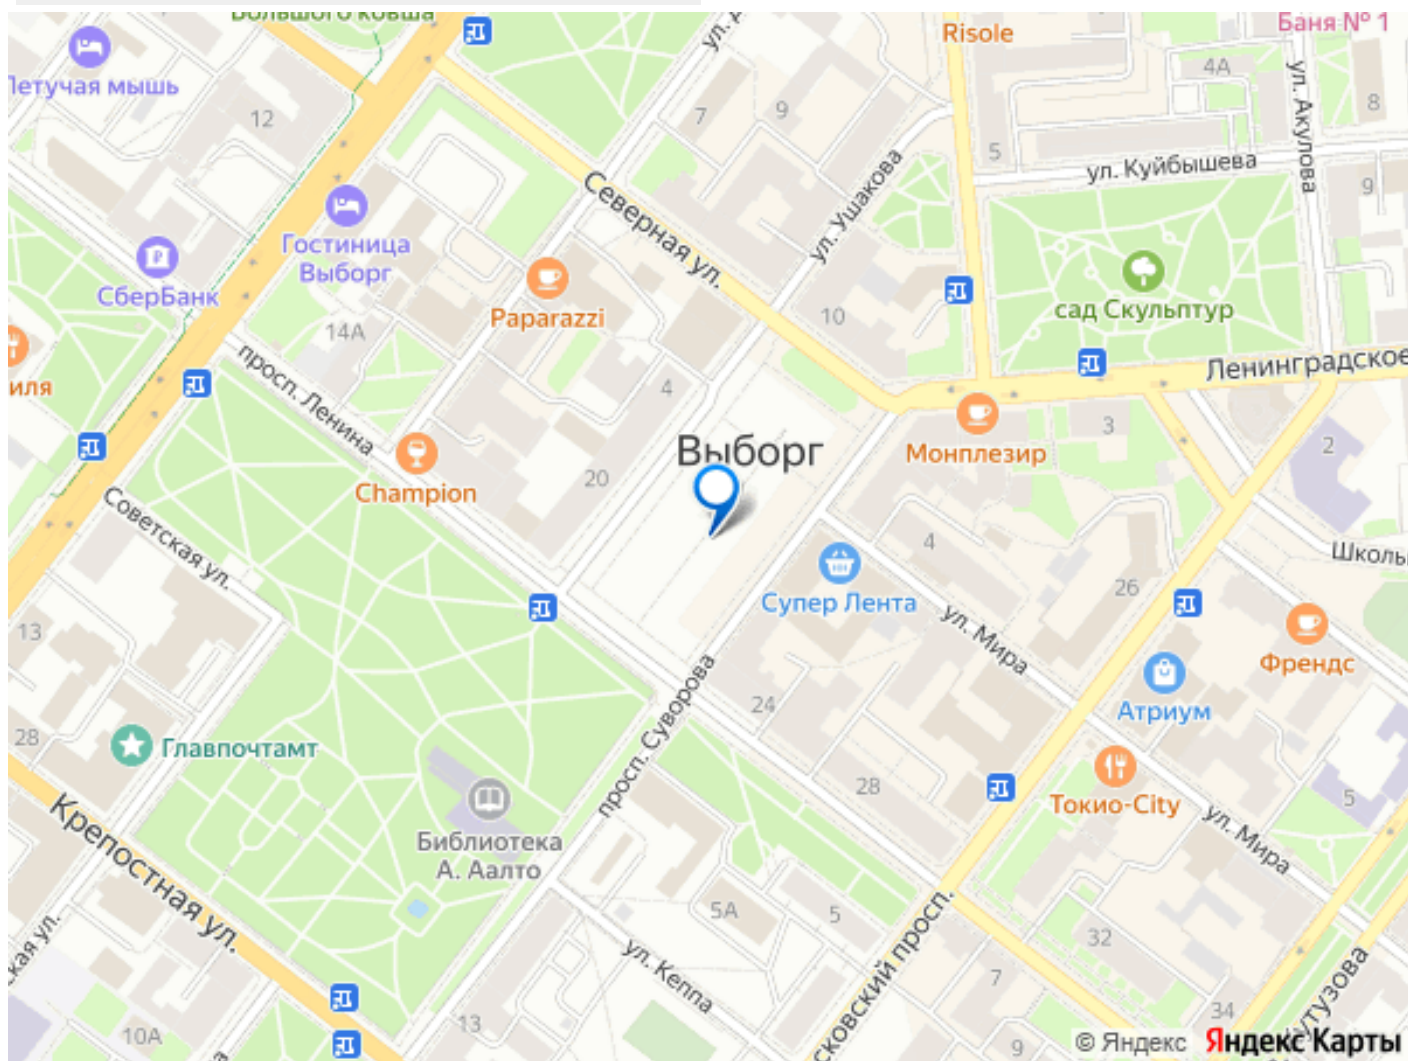 Большого ковша
Risole
Баня № 1
Летучая мышь
12
7
9
4А
8
5
ул. Куйбышева
ул. Акулова
9
Северная ул.
ул. Ушакова
Гостиница
Выборг
СберБанк
Paparazzi
14А
10
сад Скульптур
Ленинградское
просп. Ленина
4
Выборг
Монплезир
3
2
Champion
20
Советская ул.
Супер Лента
4
26
Школь
13
ул. Мира
Френдс
Атриум
28
Главпочтамт
просп. Суворова
24
28
Токио-City
5
ул. Мира
Крепостная ул.
Библиотека
А. Аалто
5А
5
32
ул. Кеппа
7
34
10А
13
9
© Яндекс Яндекс Карты